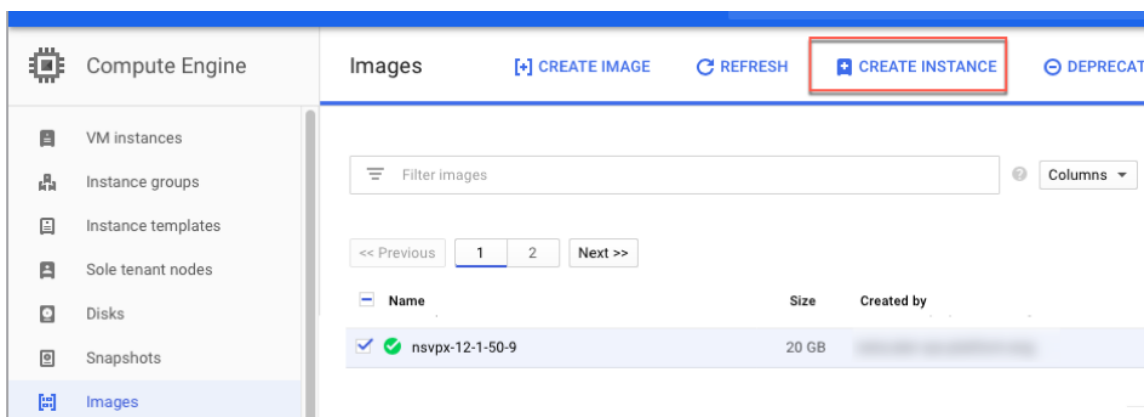 Compute Engine
Images
[+] CREATE IMAGE
REFRESH
CREATE INSTANCE
DEPRECAT
VM instances
Instance groups
Instance templates
Sole tenant nodes
Disks
Snapshots
Images
Filter images
Columns
<< Previous
1
2
Next >>
Name
Size
Created by
nsvpx-12-1-50-9
20 GB